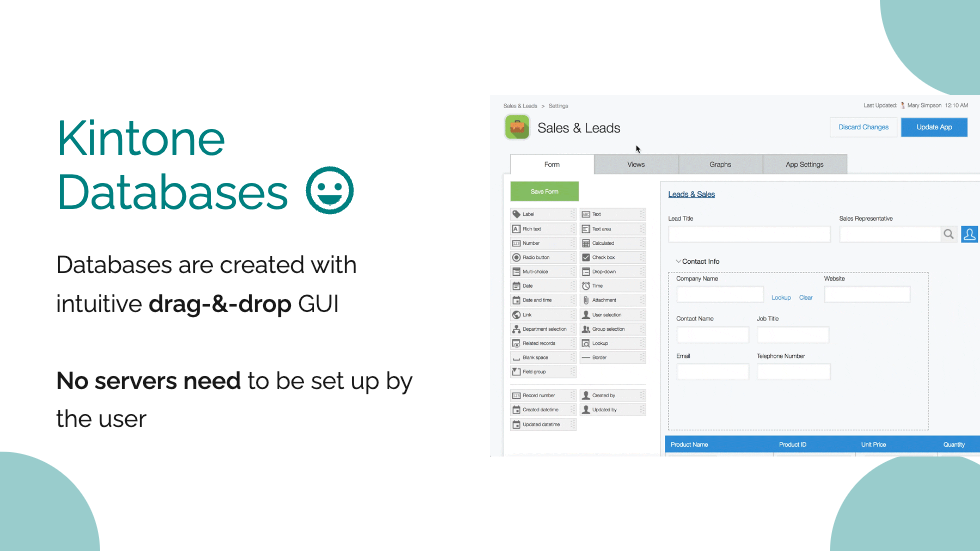 Kintone
Databases
Databases are created with
intuitive drag-&-drop GUI
No servers need to be set up by
the user
Sales & Leads > Settings
Last Updated: Mary Simpson 12:10 AM
Sales & Leads
Discard Changes Update App
Form Views Graphs App Settings
Save Form
Label Text
Rich text Text area
Number Calculated
Radio button Check box
Multi-choice Drop-down
Date Time
Date and time Attachment
Link User selection
Department selection Group selection
Related records Lookup
Blank space Border
Field group
Record number Created by
Created datetime Updated by
Updated datetime
Leads & Sales
Lead Title Sales Representative
Contact Info
Company Name Website
Lookup Clear
Contact Name Job Title
Email Telephone Number
Product Name Product ID Unit Price Quantity